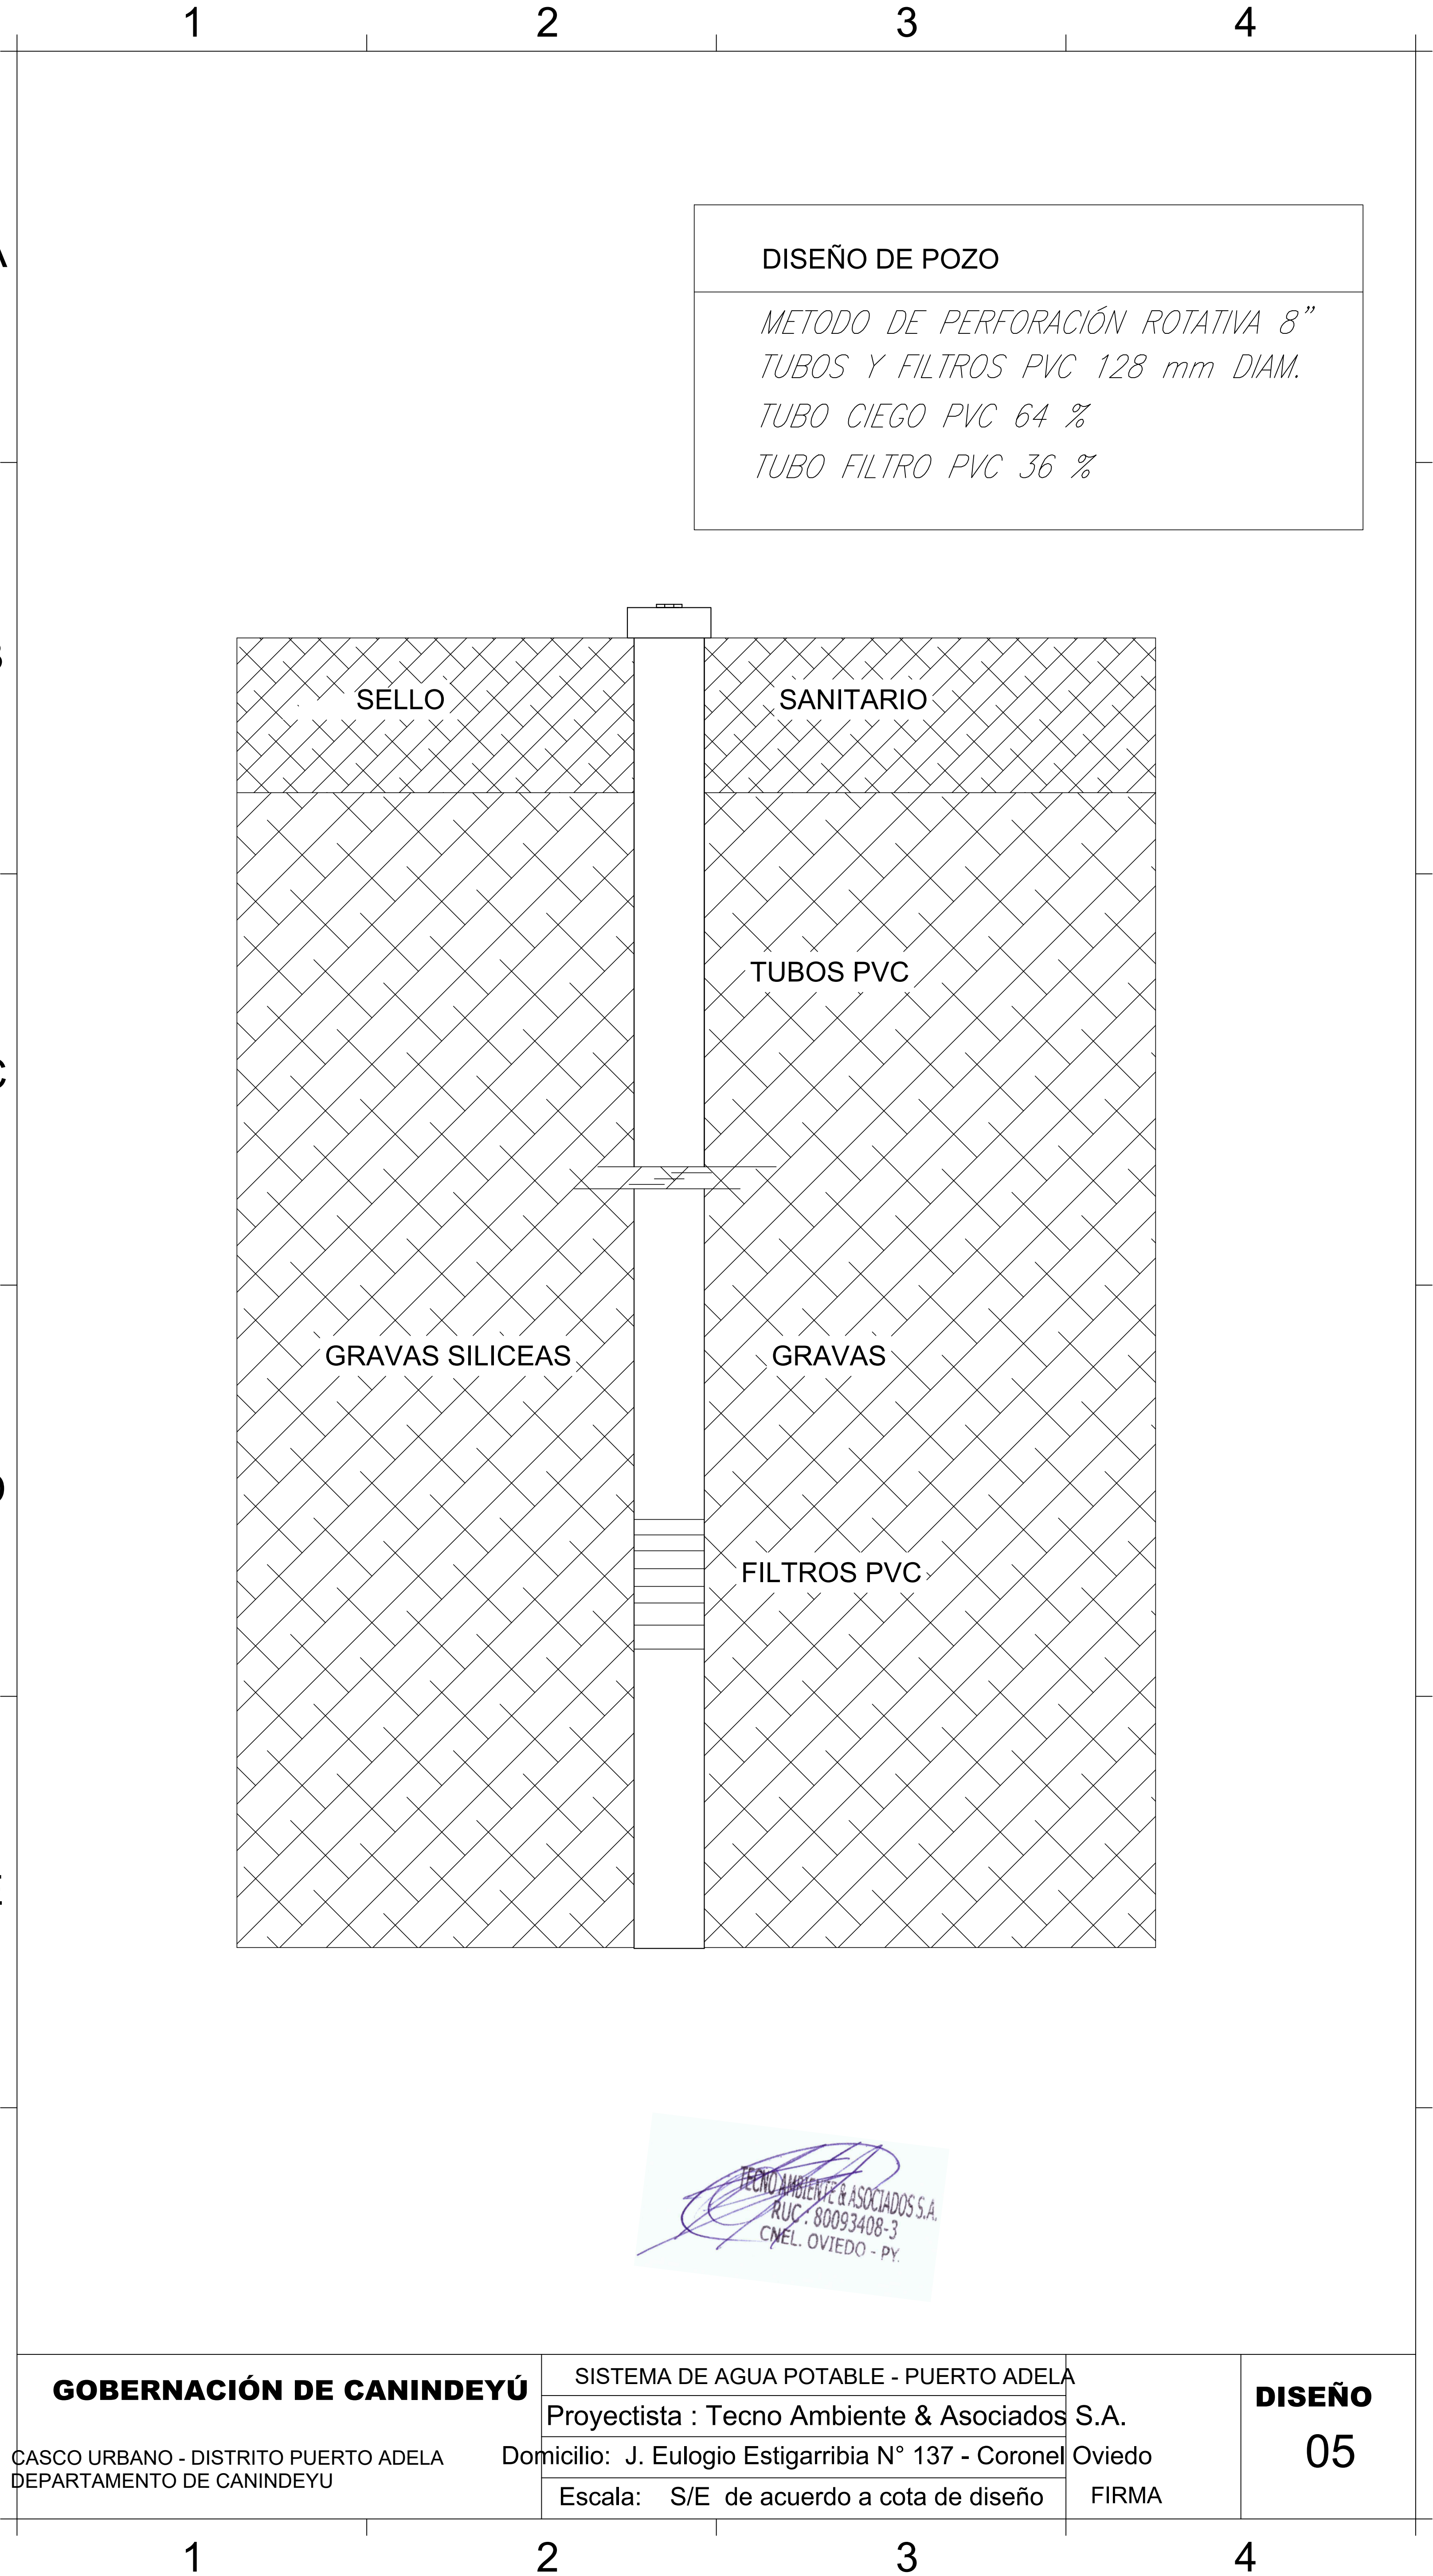 1 2 3 4
A
DISEÑO DE POZO
METODO DE PERFORACIÓN ROTATIVA 8”
TUBOS Y FILTROS PVC 128 mm DIAM.
TUBO CIEGO PVC 64 %
TUBO FILTRO PVC 36 %
B
SELLO SANITARIO
TUBOS PVC
C
GRAVAS SILICEAS GRAVAS
D
FILTROS PVC
E
TECNO AMBIENTE & ASOCIADOS S.A.
RUC : 80093408-3
CNEL. OVIEDO - PY.
GOBERNACIÓN DE CANINDEYÚ
CASCO URBANO - DISTRITO PUERTO ADELA
DEPARTAMENTO DE CANINDEYU
SISTEMA DE AGUA POTABLE - PUERTO ADELA
Proyectista : Tecno Ambiente & Asociados S.A.
Domicilio: J. Eulogio Estigarribia N° 137 - Coronel Oviedo
Escala: S/E de acuerdo a cota de diseño
FIRMA
DISEÑO
05
1 2 3 4